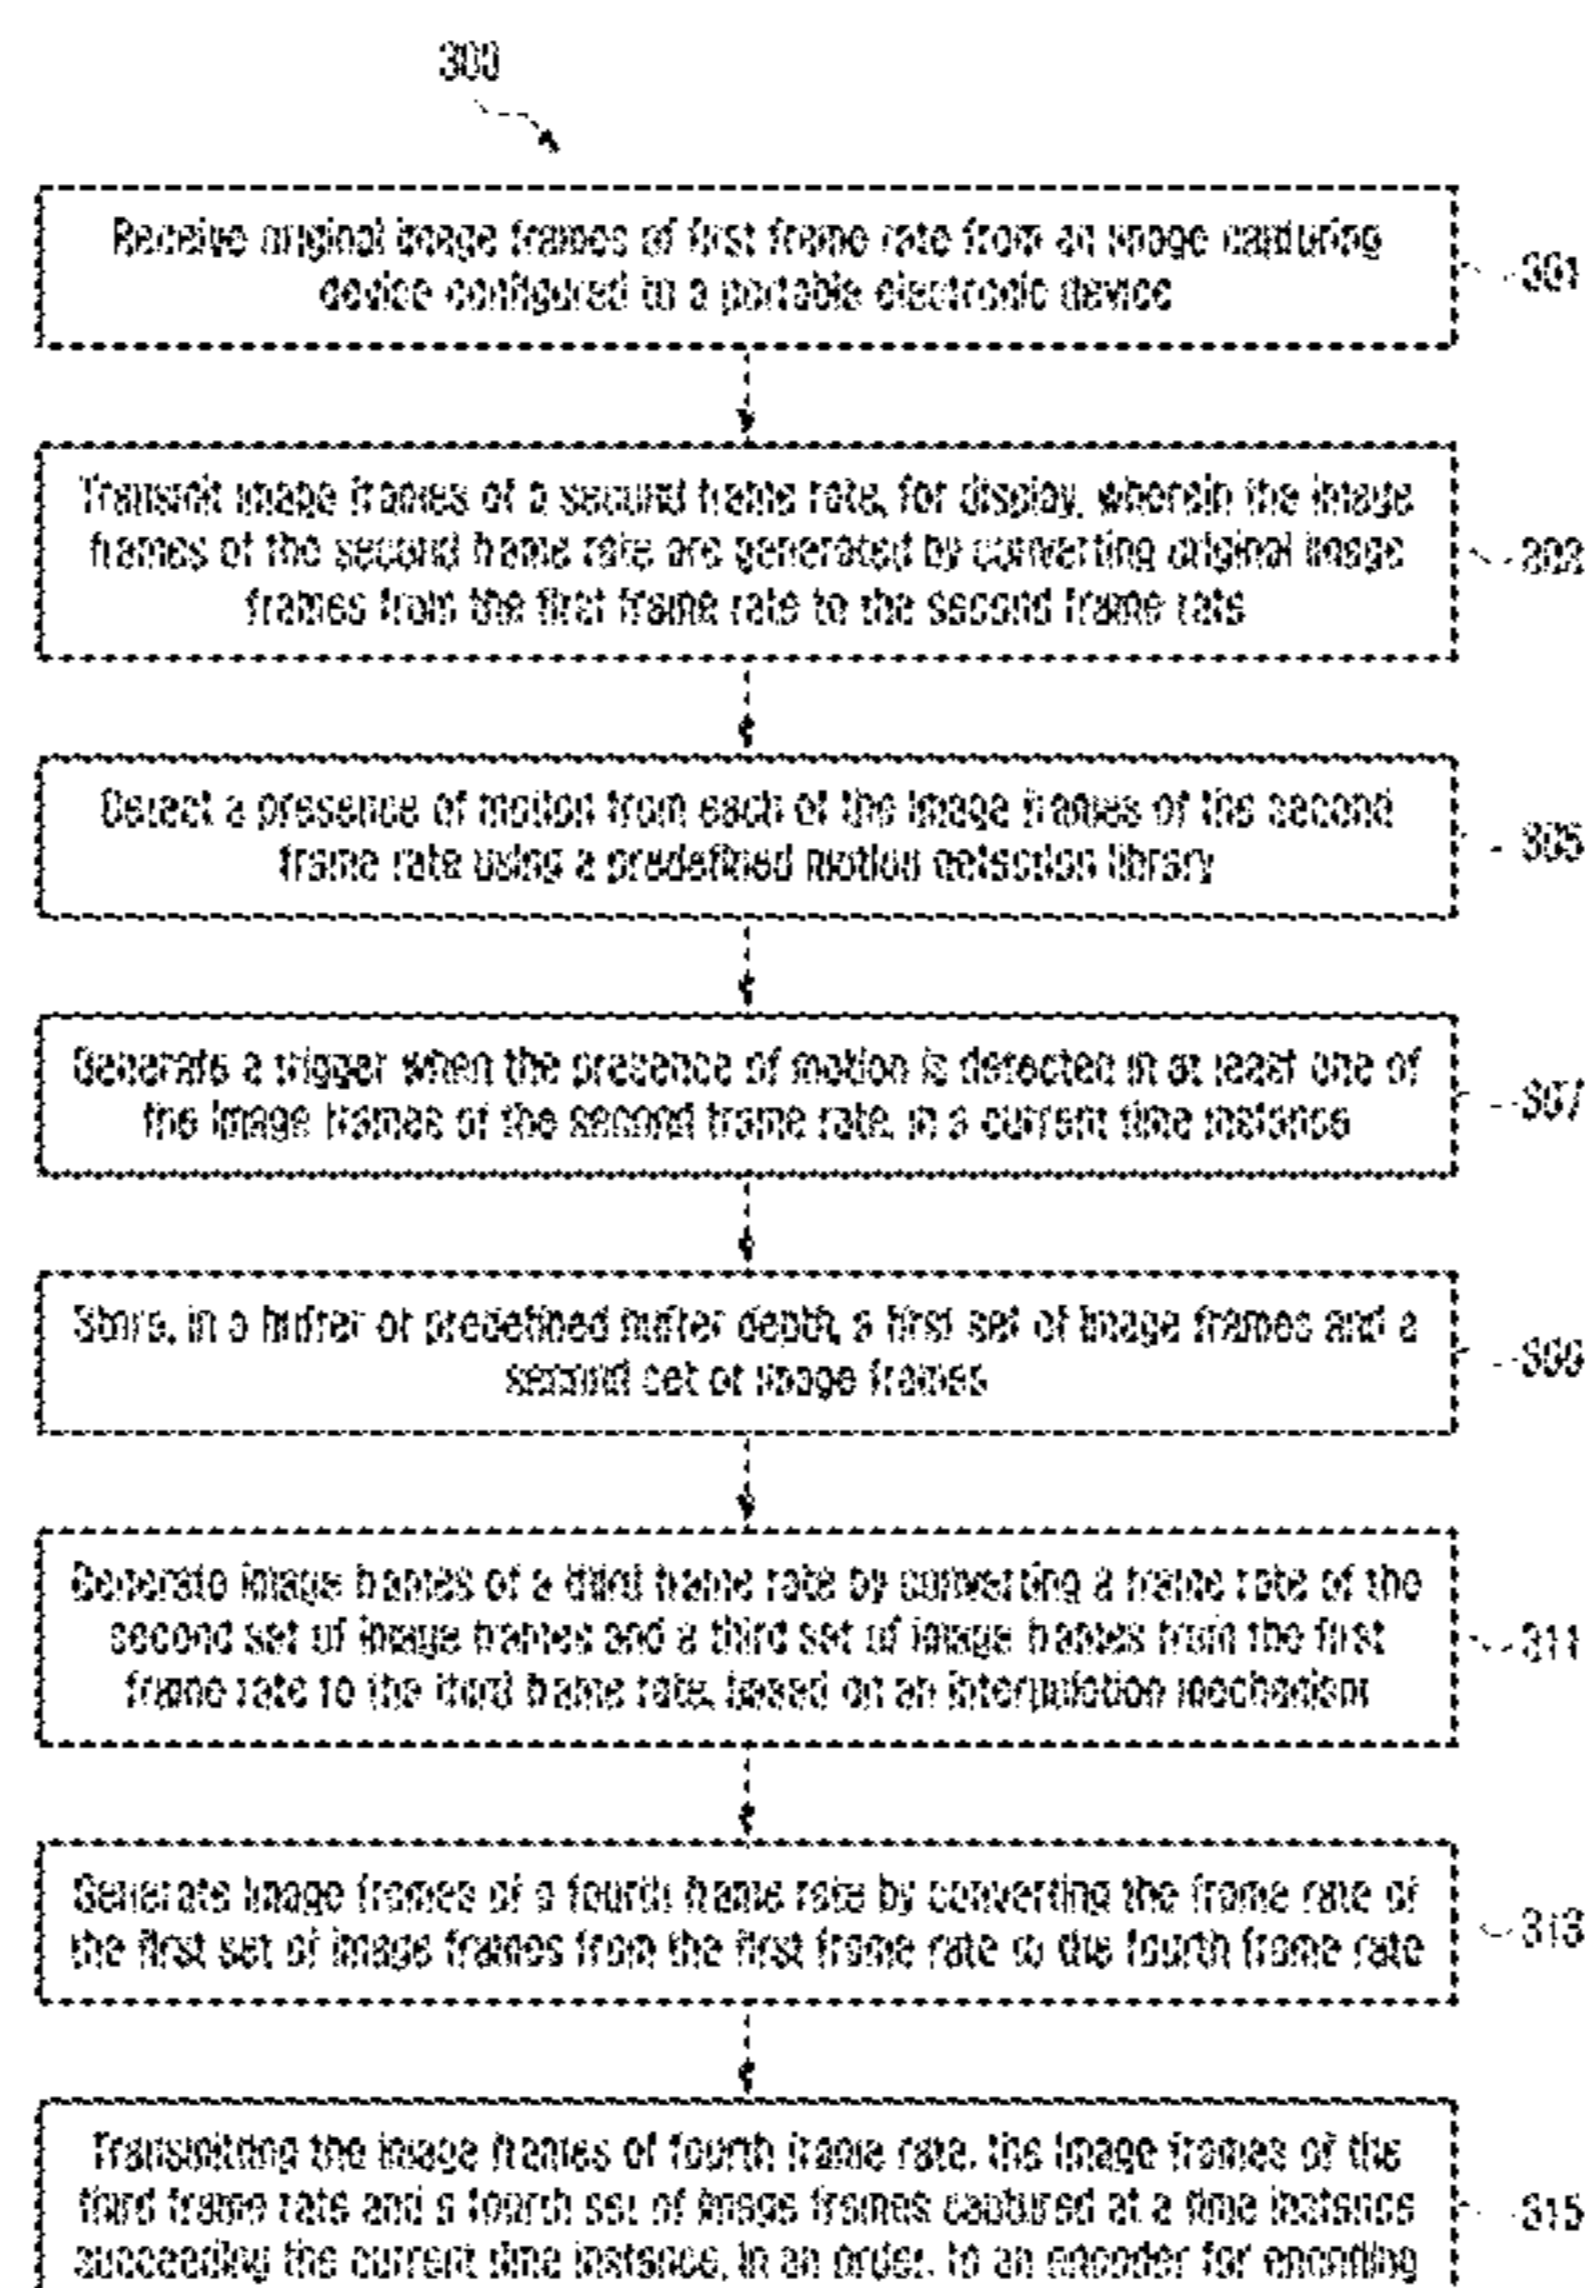 300
Receive original image frames of first frame rate from an image capturing
device configured in a portable electronic device
301
Transmit image frames of a second frame rate, for display, wherein the image
frames of the second frame rate are generated by converting original image
frames from the first frame rate to the second frame rate
303
Detect a presence of motion from each of the image frames of the second
frame rate using a predefined motion detection library
305
Generate a trigger when the presence of motion is detected in at least one of
the image frames of the second frame rate, in a current time instance
307
Store, in a buffer of predefined buffer depth, a first set of image frames and a
second set of image frames
309
Generate image frames of a third frame rate by converting a frame rate of the
second set of image frames and a third set of image frames from the first
frame rate to the third frame rate, based on an interpolation mechanism
311
Generate image frames of a fourth frame rate by converting the frame rate of
the first set of image frames from the first frame rate to the fourth frame rate
313
Transmitting the image frames of fourth frame rate, the image frames of the
third frame rate and a fourth set of image frames captured at a time instance
succeeding the current time instance, in an order, to an encoder for encoding
315